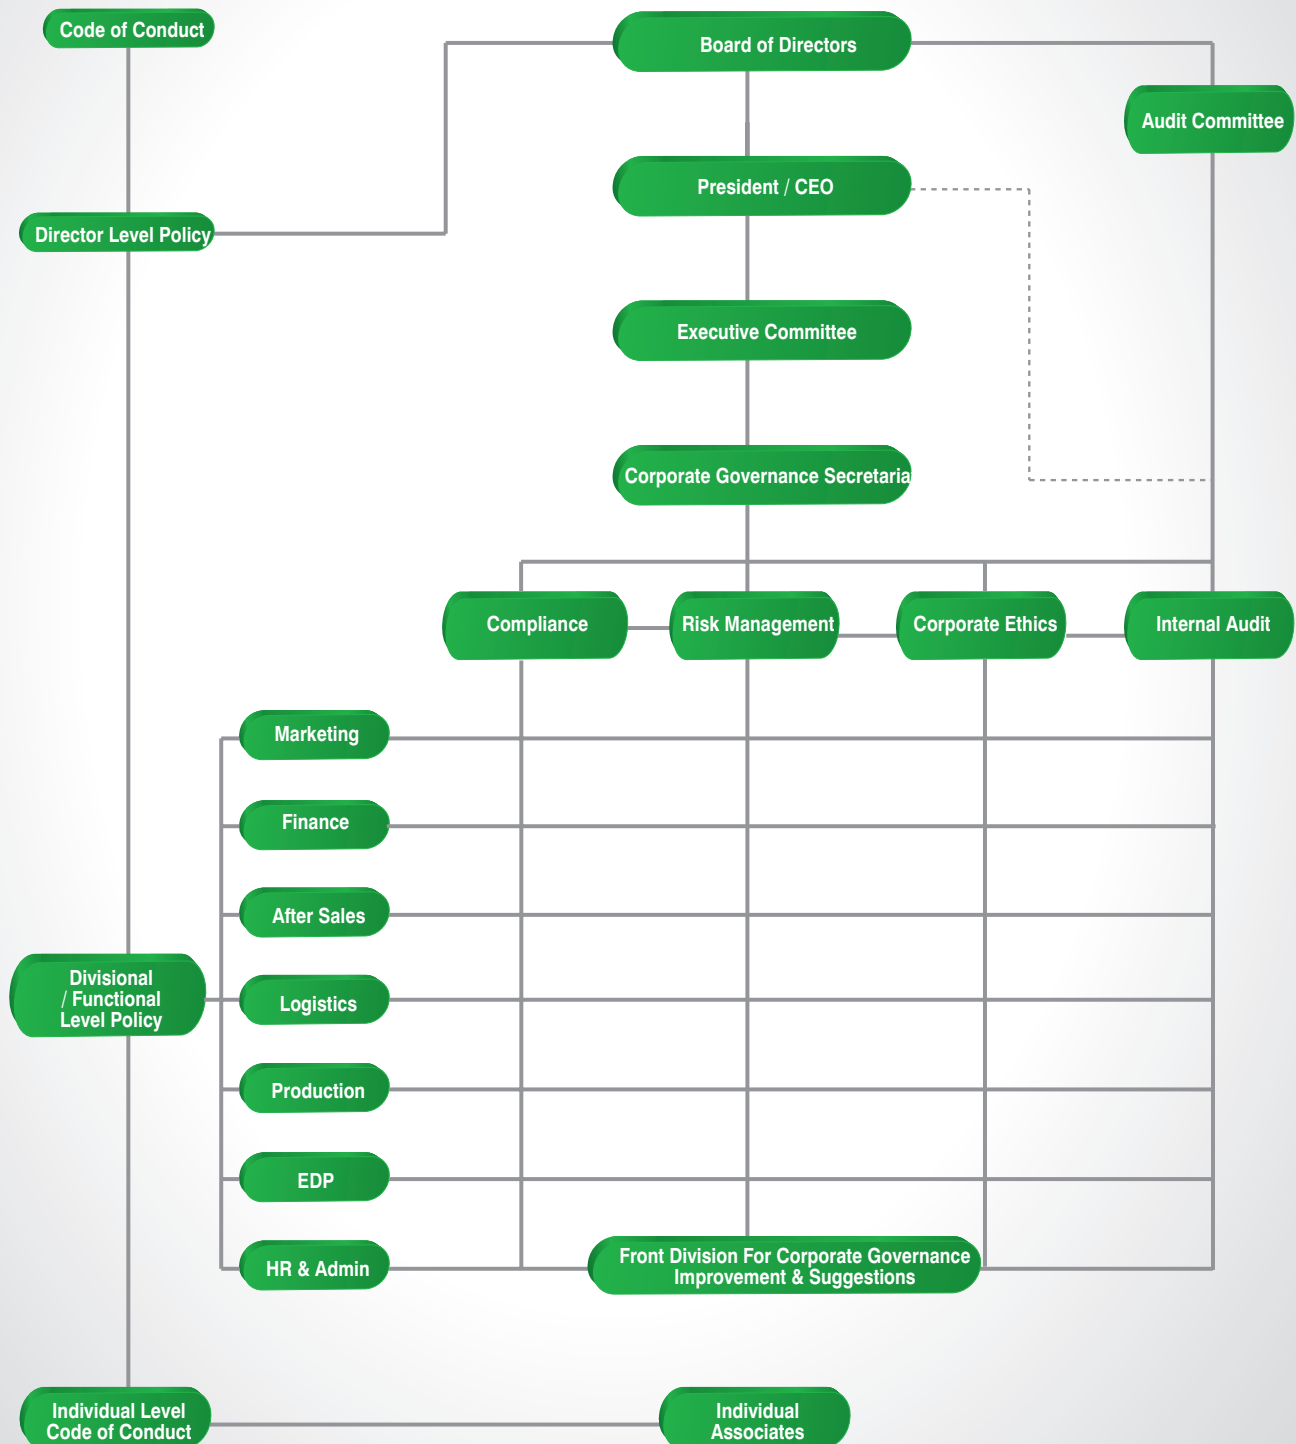 Code of Conduct
Board of Directors
Audit Committee
President / CEO
Director Level Policy
Executive Committee
Corporate Governance Secretaria
Compliance
Risk Management
Corporate Ethics
Internal Audit
Marketing
Finance
After Sales
Divisional
/ Functional
Level Policy
Logistics
Production
EDP
HR & Admin
Front Division For Corporate Governance
Improvement & Suggestions
Individual Level
Code of Conduct
Individual
Associates